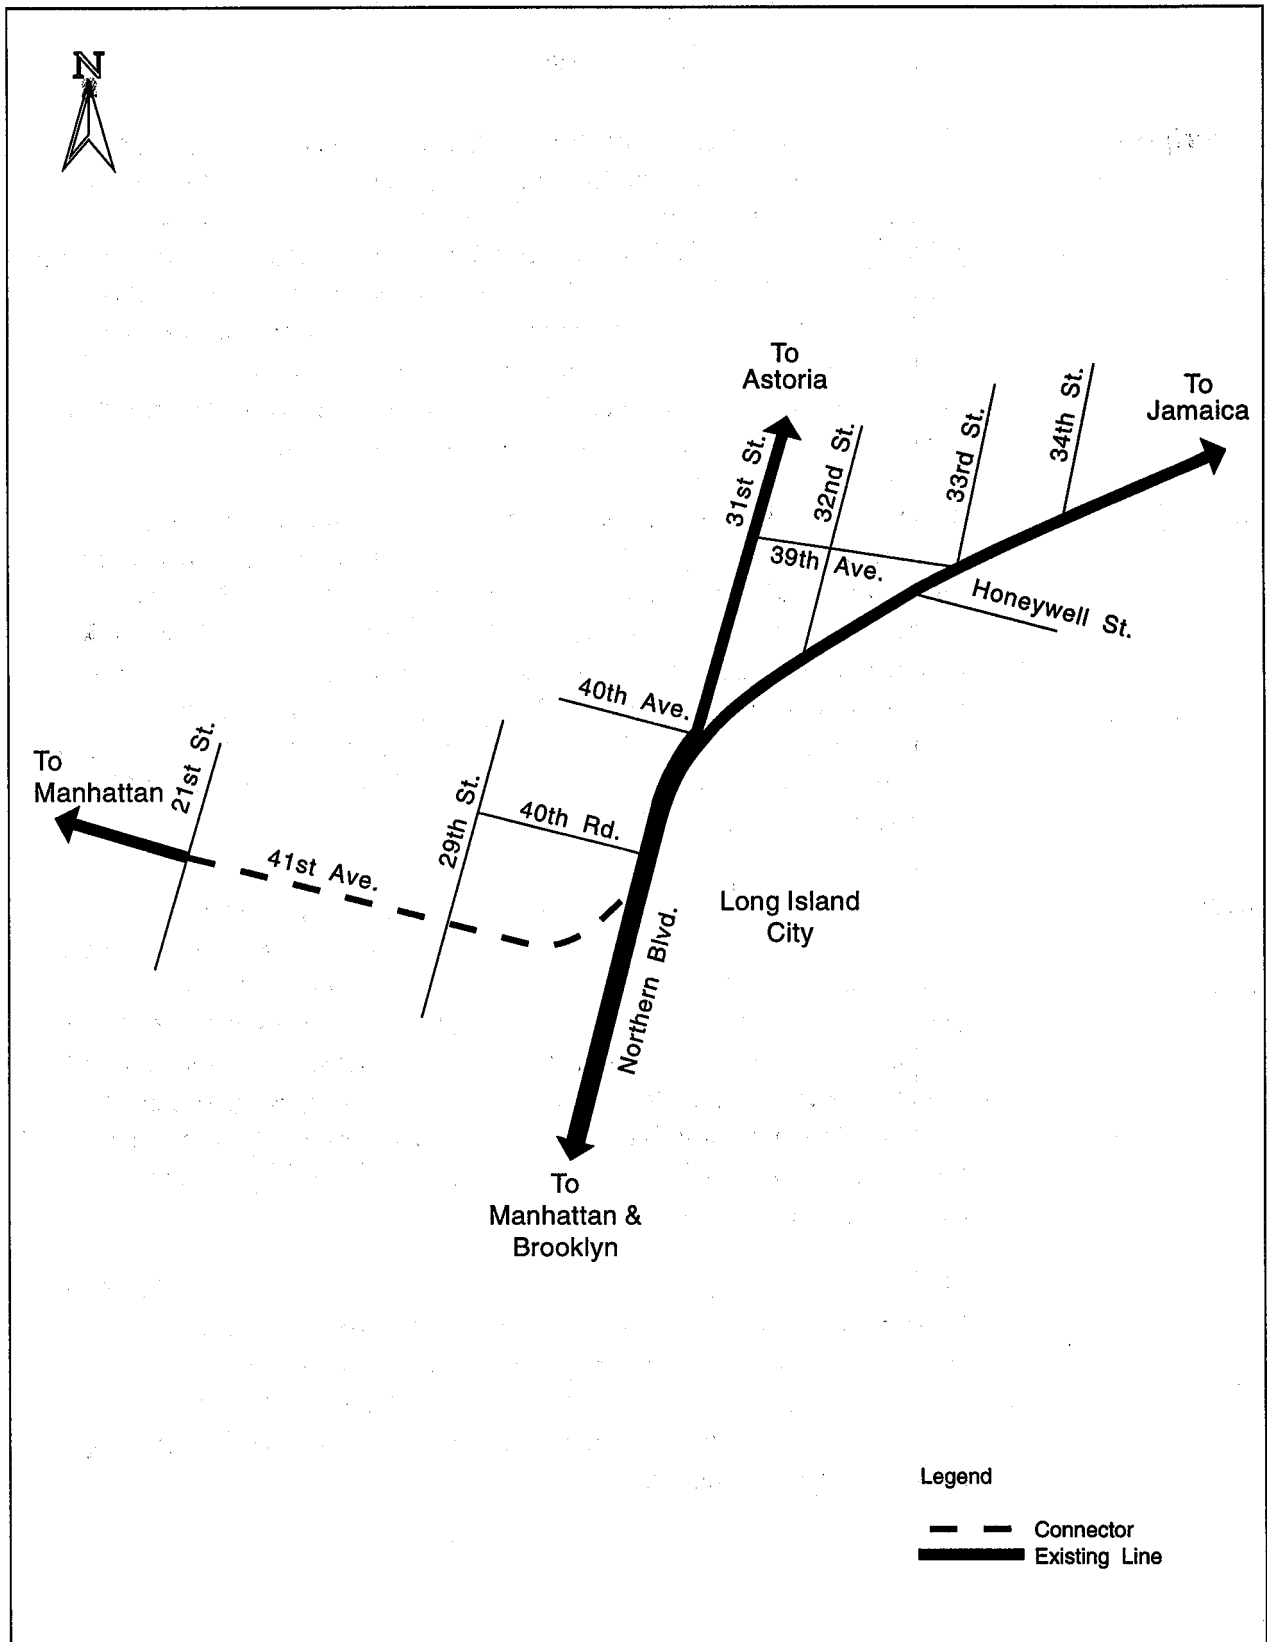 N
To
Astoria
To
Jamaica
31st St.
32nd St.
33rd St.
34th St.
39th Ave.
Honeywell St.
40th Ave.
To
Manhattan
21st St.
29th St.
40th Rd.
41st Ave.
Long Island
City
Northern Blvd.
To
Manhattan &
Brooklyn
Legend
Connector
Existing Line